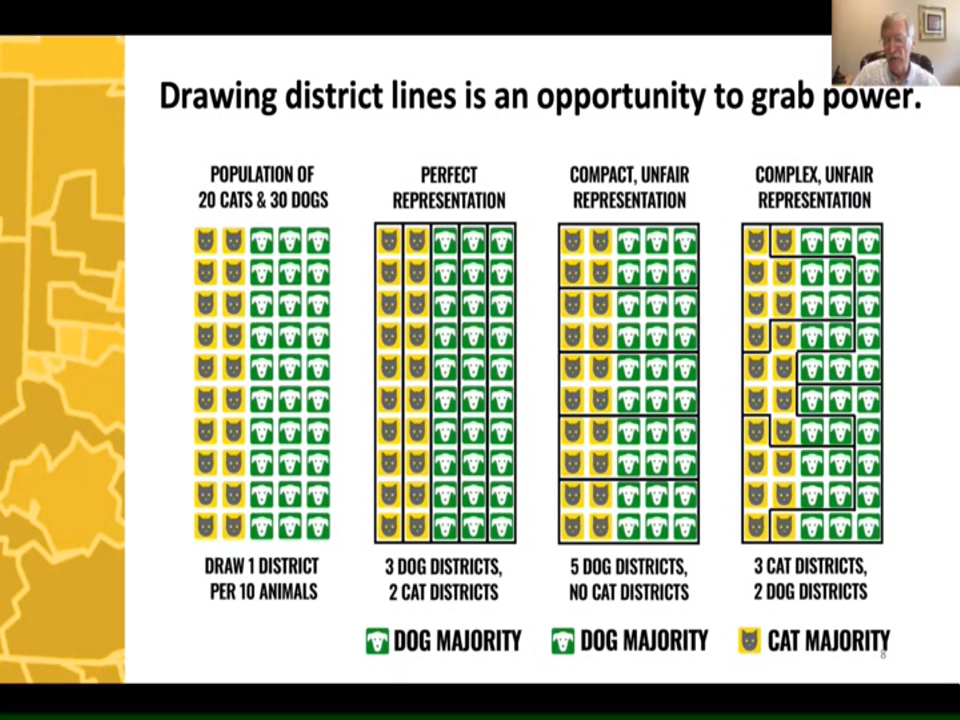 Drawing district lines is an opportunity to grab power.
POPULATION OF
20 CATS & 30 DOGS
PERFECT
REPRESENTATION
COMPACT, UNFAIR
REPRESENTATION
COMPLEX, UNFAIR
REPRESENTATION
DRAW 1 DISTRICT
PER 10 ANIMALS
3 DOG DISTRICTS,
2 CAT DISTRICTS
5 DOG DISTRICTS,
NO CAT DISTRICTS
3 CAT DISTRICTS,
2 DOG DISTRICTS
DOG MAJORITY
DOG MAJORITY
CAT MAJORITY
8